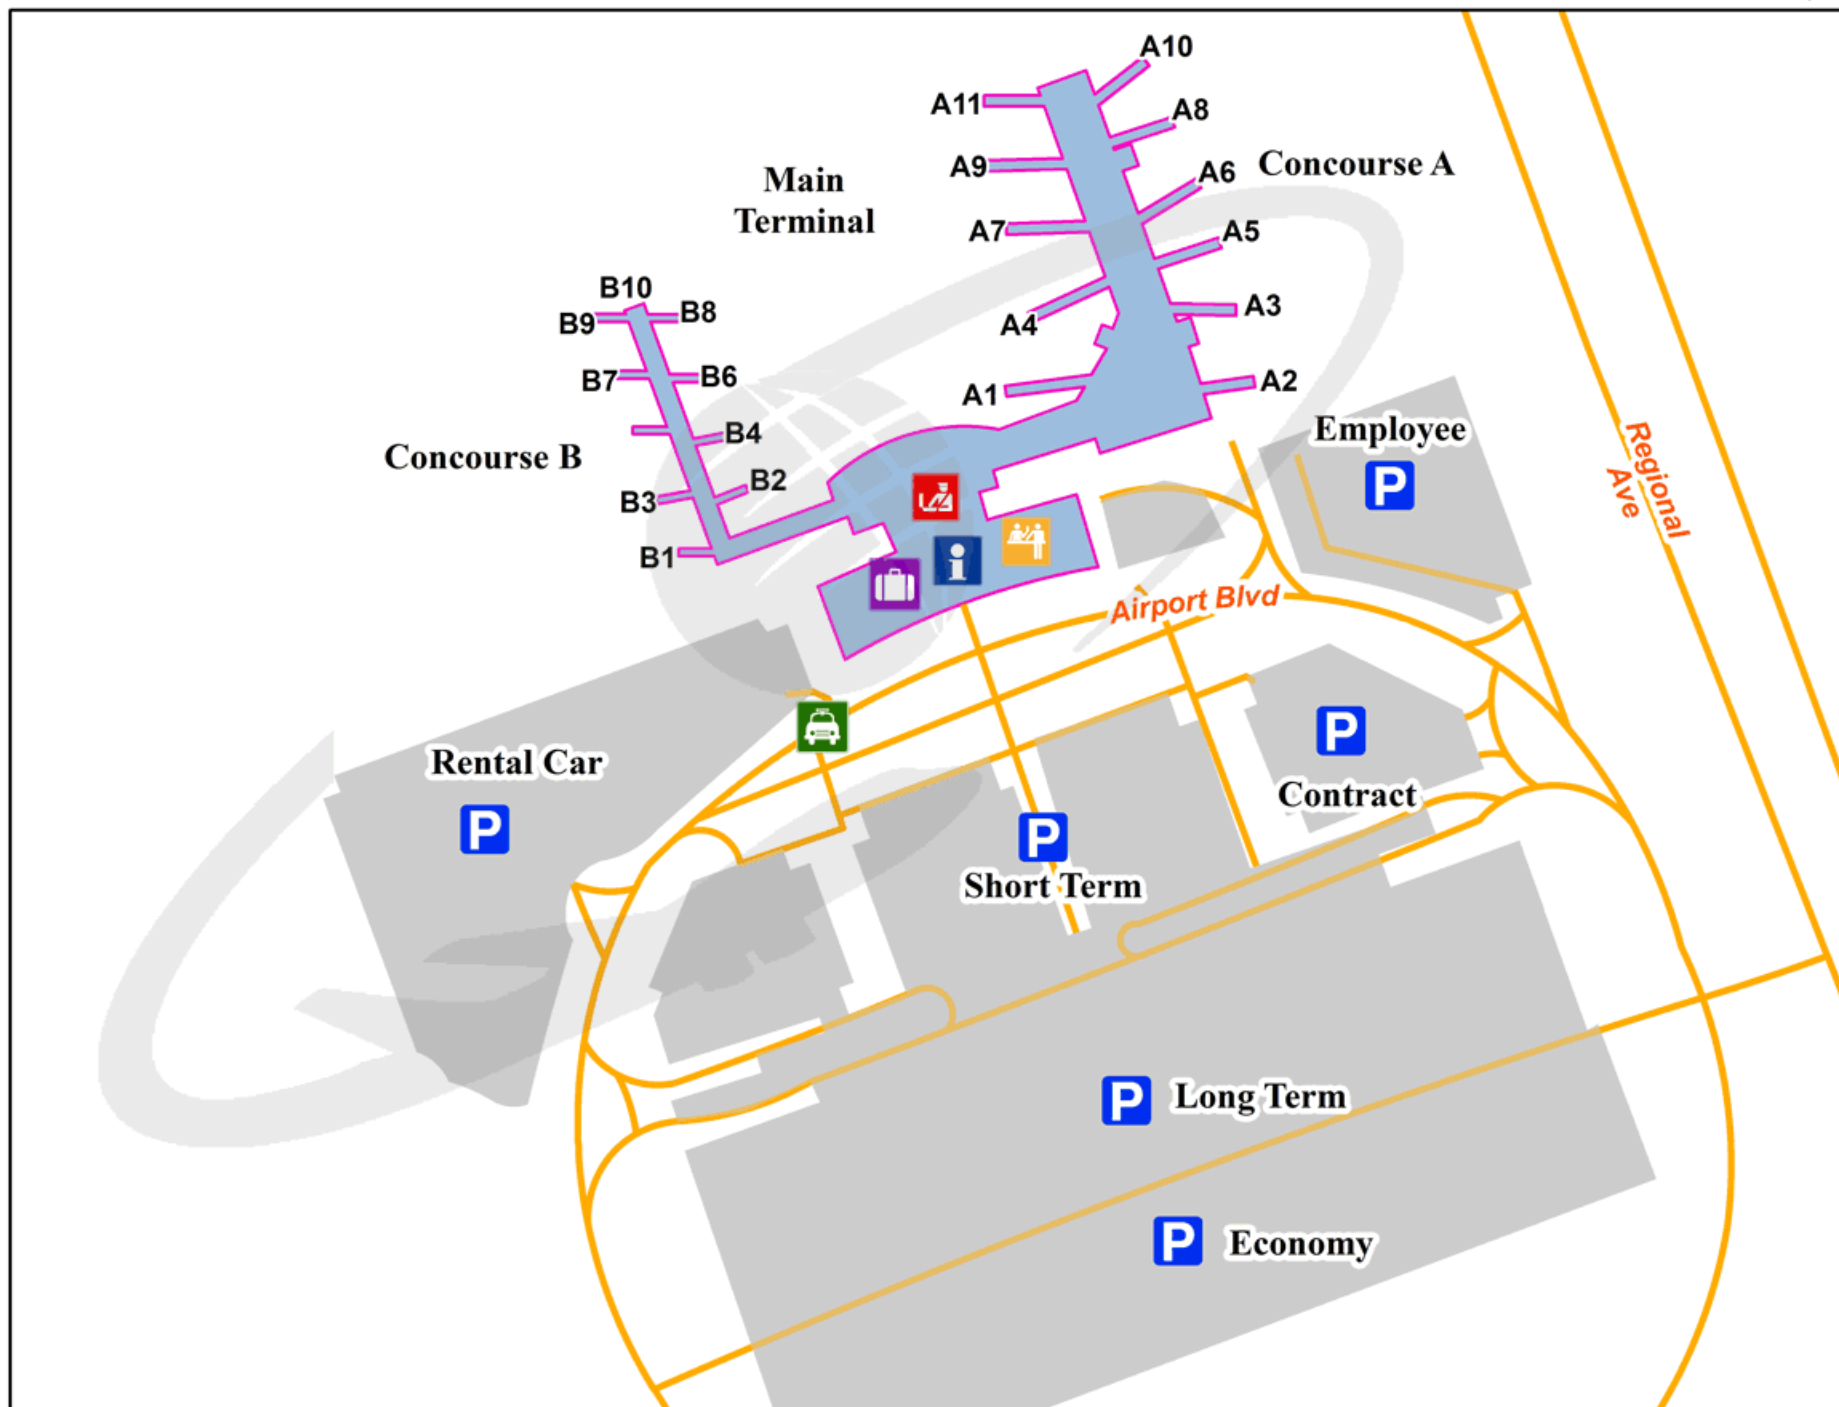 A10
A11
A8
A9
Concourse A
A6
Main
Terminal
A7
A5
B10
B9
B8
A4
A3
B7
B6
A1
A2
Concourse B
B4
Employee
P
Regional
Ave
B3
B2
B1
Airport Blvd
Rental Car
P
P
Contract
P
Short Term
P
Long Term
P
Economy